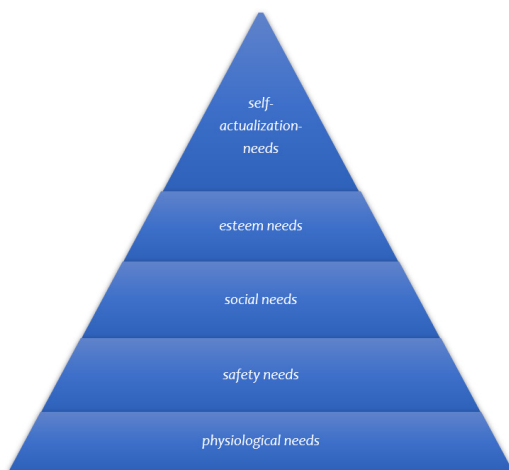 self-
actualization-
needs
esteem needs
social needs
safety needs
physiological needs